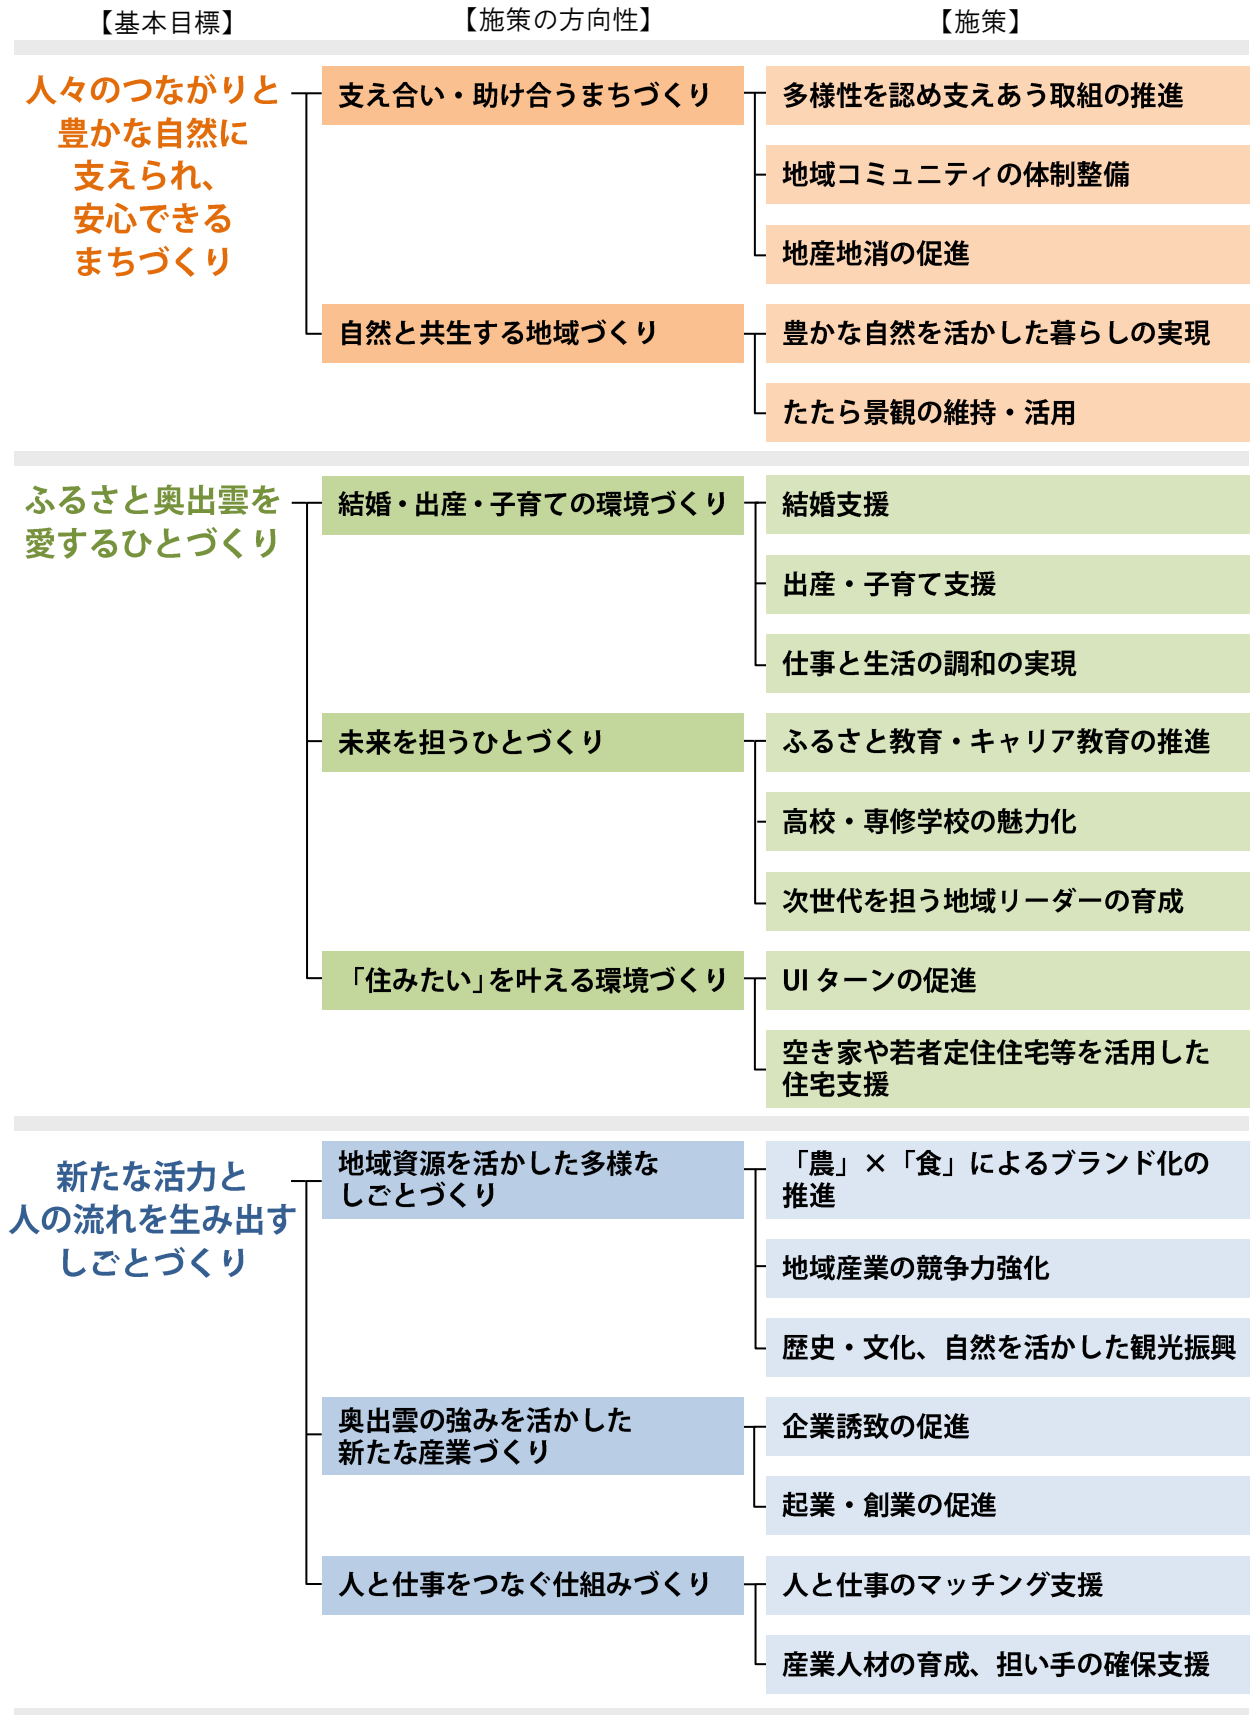 【基本目標】
【施策の方向性】
【施策】
人々のつながりと
豊かな自然に
支えられ、
安心できる
まちづくり
支え合い・助け合うまちづくり
多様性を認め支えあう取組の推進
地域コミュニティの体制整備
地産地消の促進
自然と共生する地域づくり
豊かな自然を活かした暮らしの実現
たたら景観の維持・活用
ふるさと奥出雲を
愛するひとづくり
結婚・出産・子育ての環境づくり
結婚支援
出産・子育て支援
仕事と生活の調和の実現
未来を担うひとづくり
ふるさと教育・キャリア教育の推進
高校・専修学校の魅力化
次世代を担う地域リーダーの育成
「住みたい」を叶える環境づくり
UIターンの促進
空き家や若者定住住宅等を活用した
住宅支援
新たな活力と
人の流れを生み出す
しごとづくり
地域資源を活かした多様な
しごとづくり
「農」×「食」によるブランド化の
推進
地域産業の競争力強化
歴史・文化、自然を活かした観光振興
奥出雲の強みを活かした
新たな産業づくり
企業誘致の促進
起業・創業の促進
人と仕事をつなぐ仕組みづくり
人と仕事のマッチング支援
産業人材の育成、担い手の確保支援